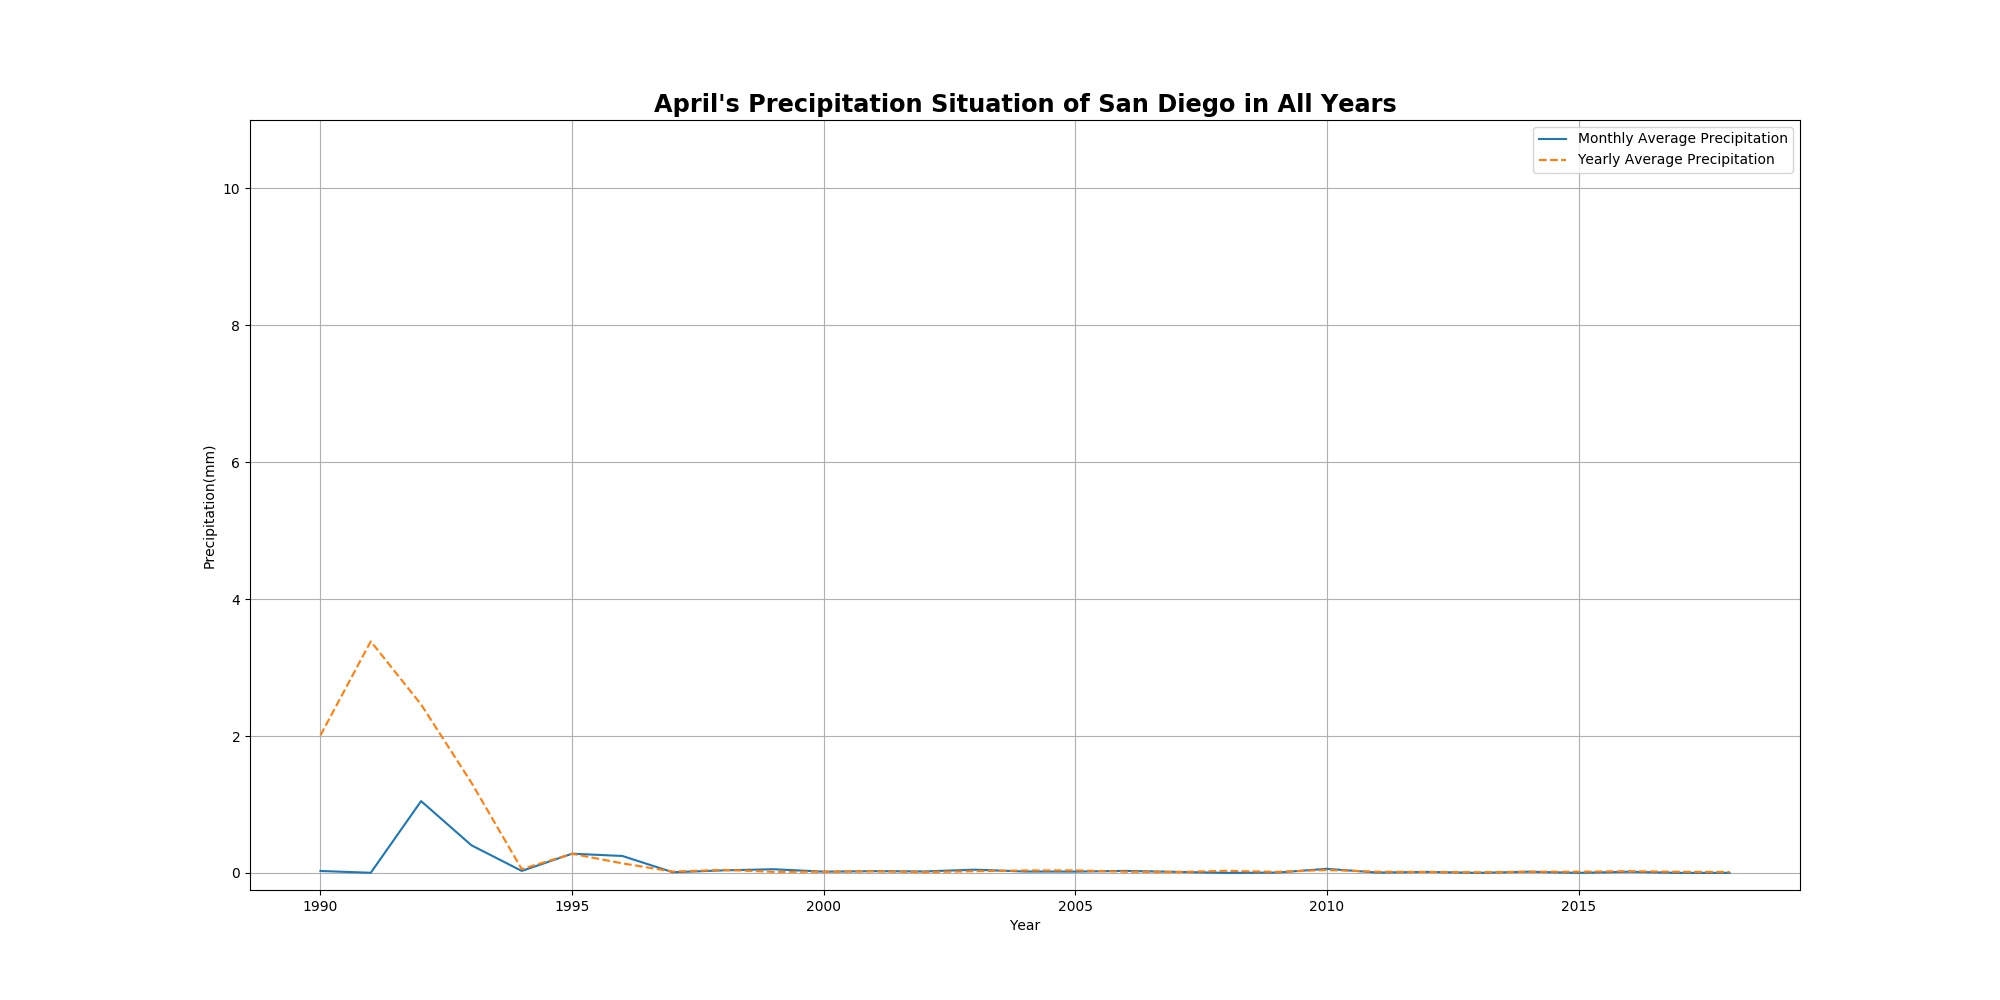 April's Precipitation Situation of San Diego in All Years
Monthly Average Precipitation
Yearly Average Precipitation
10
8
6
4
2
0
Precipitation(mm)
1990 1995 2000 2005 2010 2015
Year